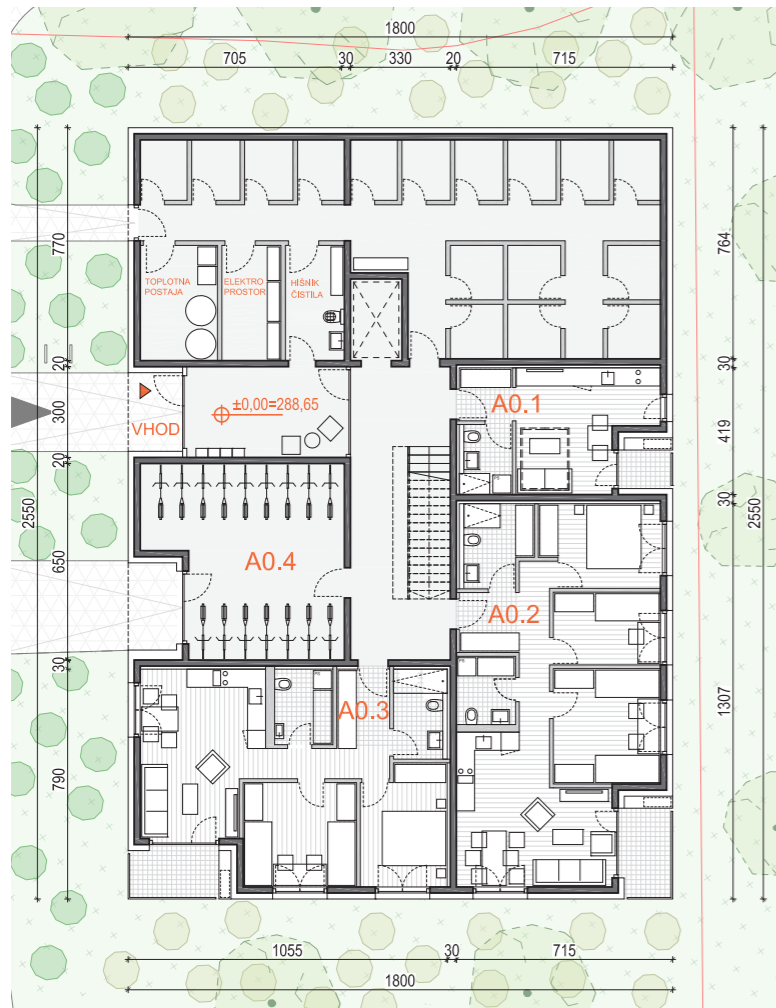 1800
705 30 330 20 715
TOPLOTNA
POSTAJA
ELEKTRO
PROSTOR
HIŠNIK
ČISTILA
770
764
20
30
VHOD
±0,00=288,65
A0.1
300
419
20
30
2550
2550
650
A0.4
A0.2
30
A0.3
1307
790
1055 30 715
1800